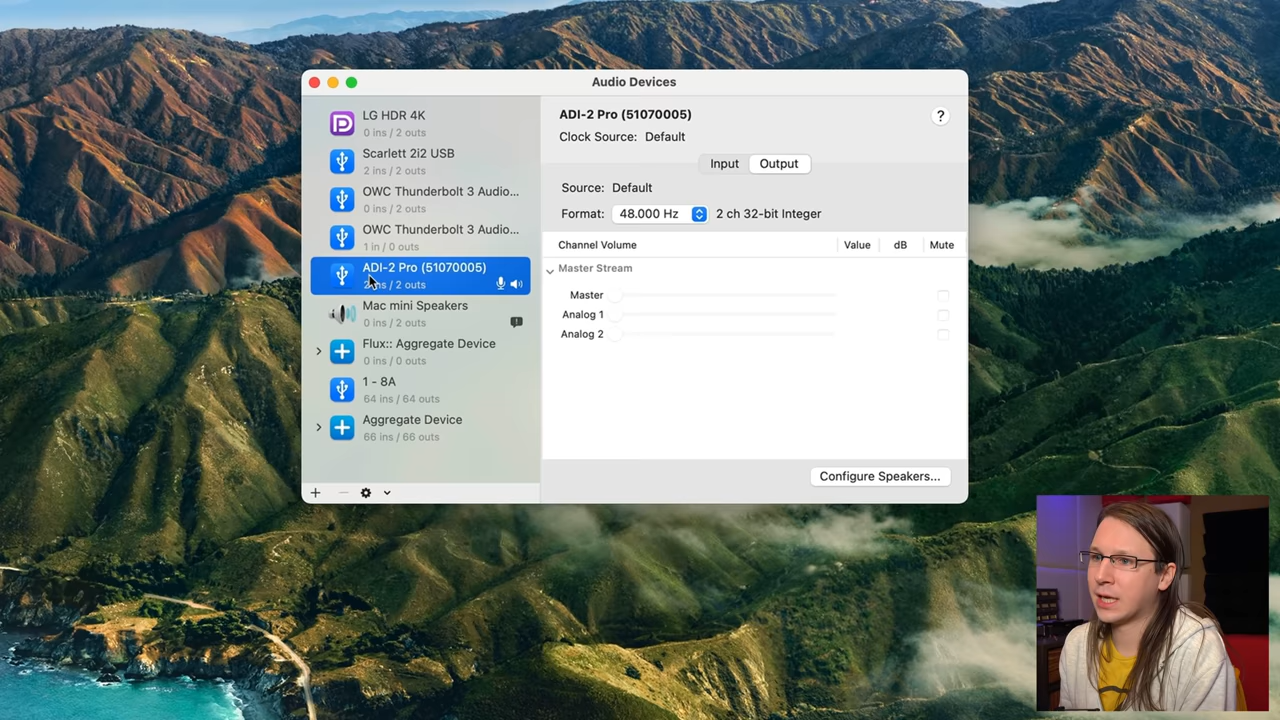 Audio Devices
LG HDR 4K
0 ins / 2 outs
Scarlett 2i2 USB
2 ins / 2 outs
OWC Thunderbolt 3 Audio...
0 ins / 2 outs
OWC Thunderbolt 3 Audio...
1 in / 0 outs
ADI-2 Pro (51070005)
2 ins / 2 outs
Mac mini Speakers
0 ins / 2 outs
Flux:: Aggregate Device
0 ins / 0 outs
1 - 8A
64 ins / 64 outs
Aggregate Device
66 ins / 66 outs
ADI-2 Pro (51070005)
?
Clock Source: Default
Input Output
Source: Default
Format: 48.000 Hz 2 ch 32-bit Integer
Channel Volume Value dB Mute
Master Stream
Master
Analog 1
Analog 2
Configure Speakers...